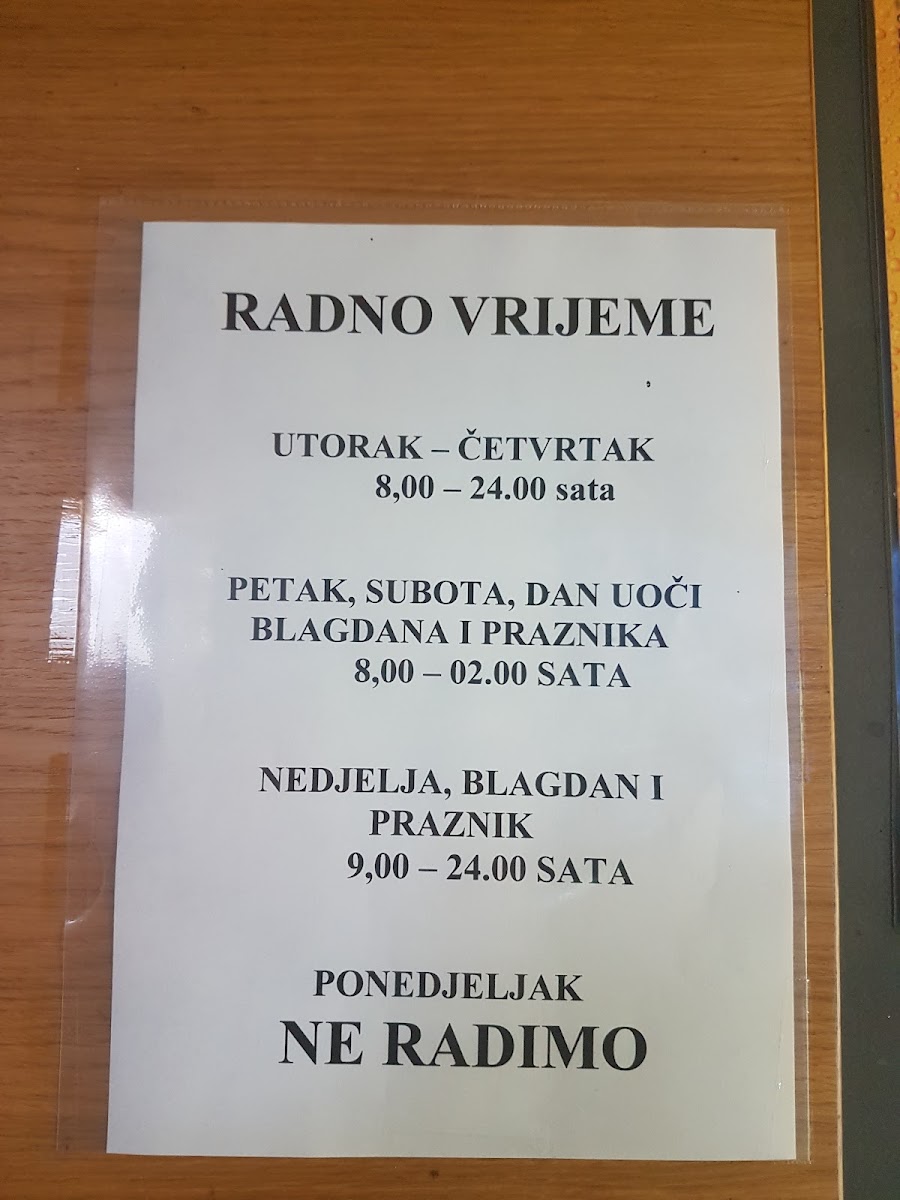 RADNO VRIJEME
UTORAK – ČETVRTAK
8,00 – 24.00 sata
PETAK, SUBOTA, DAN UOČI
BLAGDANA I PRAZNIKA
8,00 – 02.00 SATA
NEDJELJA, BLAGDAN I
PRAZNIK
9,00 – 24.00 SATA
PONEDJELJAK
NE RADIMO